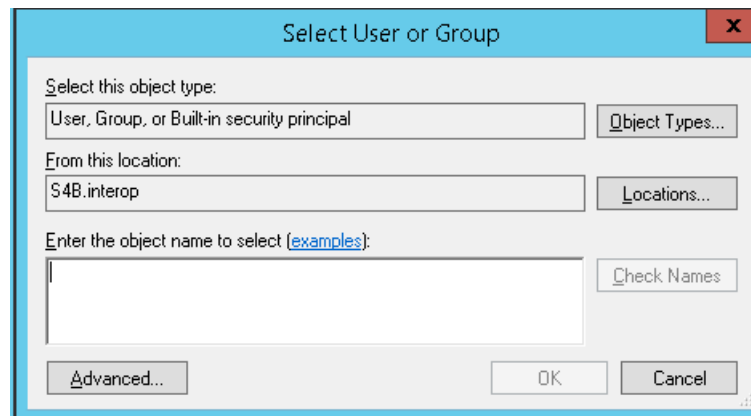 Select User or Group
x
Select this object type:
User, Group, or Built-in security principal
Object Types...
From this location:
S4B.interop
Locations...
Enter the object name to select (examples):
Check Names
Advanced...
OK
Cancel